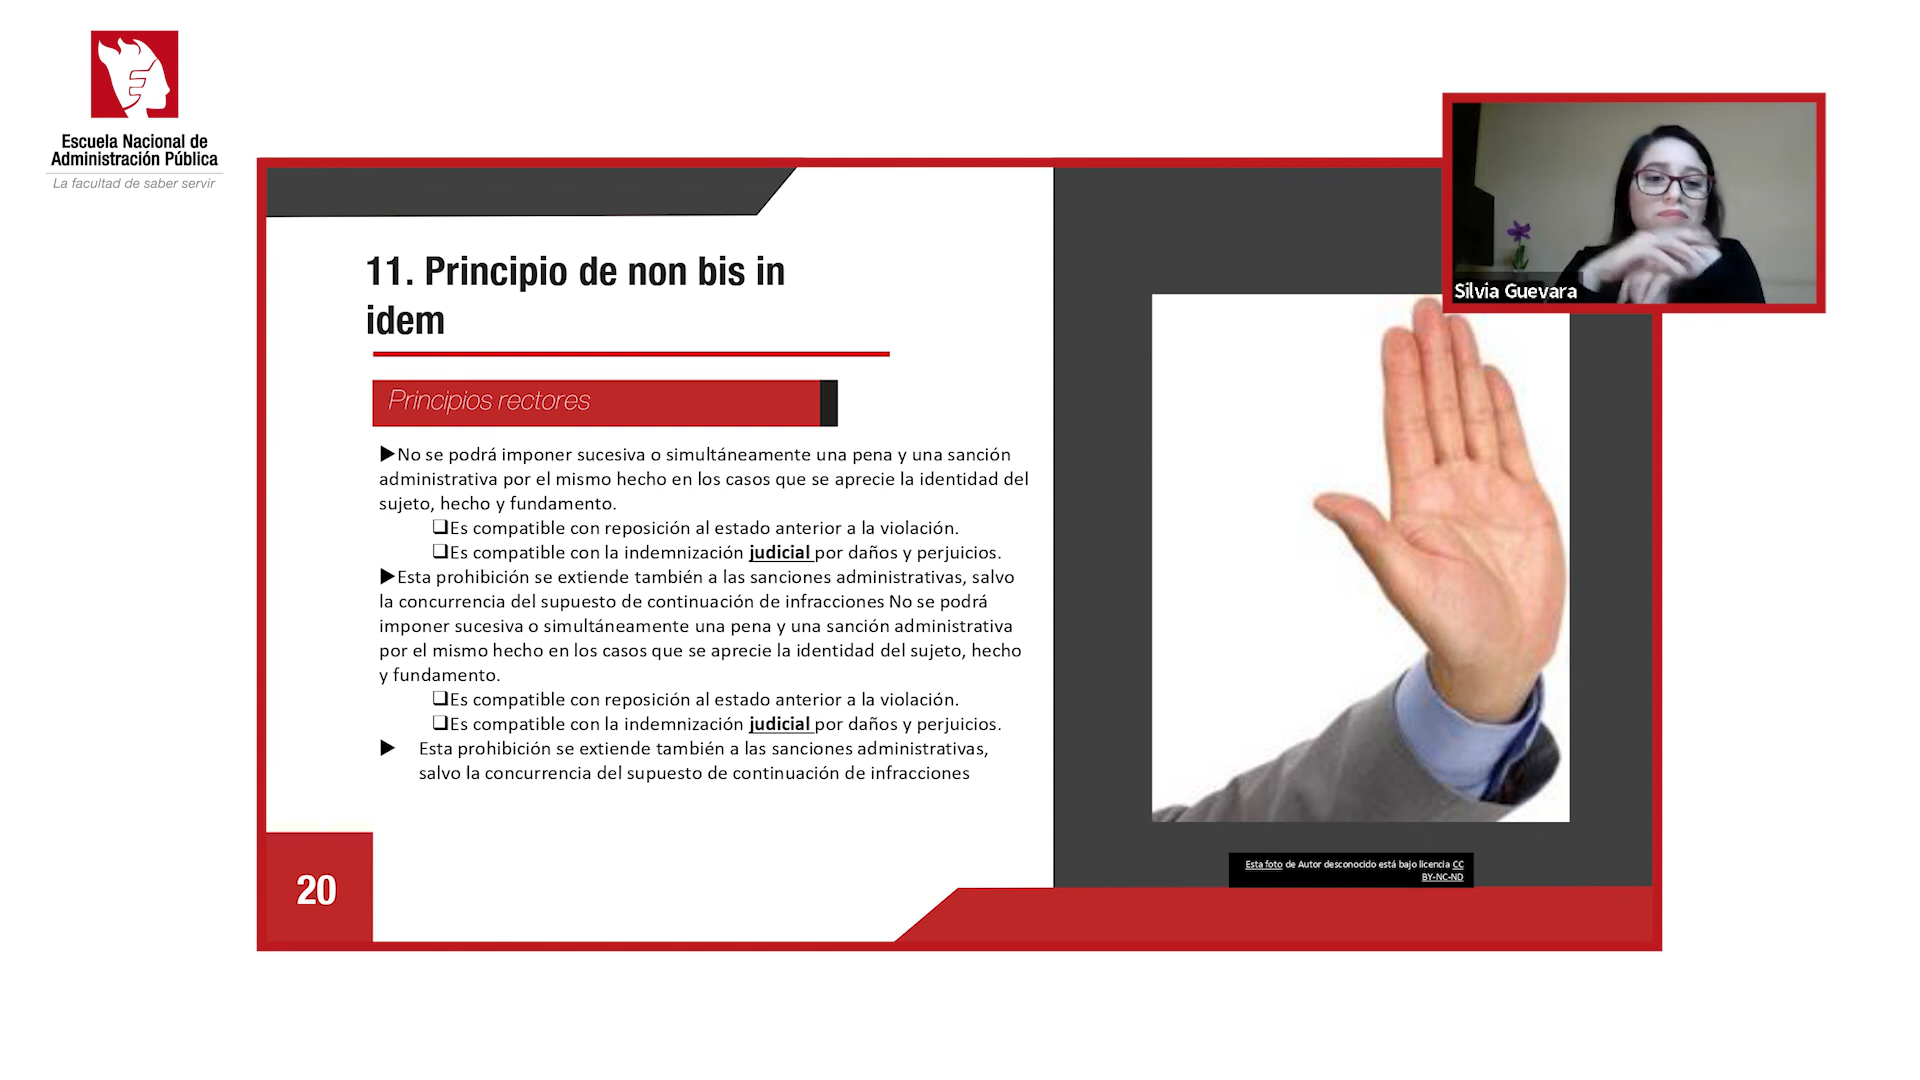 Escuela Nacional de
Administración Pública
La facultad de saber servir
Silvia Guevara
11. Principio de non bis in
idem
Principios rectores
▶No se podrá imponer sucesiva o simultáneamente una pena y una sanción
administrativa por el mismo hecho en los casos que se aprecie la identidad del
sujeto, hecho y fundamento.
❑Es compatible con reposición al estado anterior a la violación.
❑Es compatible con la indemnización judicial por daños y perjuicios.
▶Esta prohibición se extiende también a las sanciones administrativas, salvo
la concurrencia del supuesto de continuación de infracciones No se podrá
imponer sucesiva o simultáneamente una pena y una sanción administrativa
por el mismo hecho en los casos que se aprecie la identidad del sujeto, hecho
y fundamento.
❑Es compatible con reposición al estado anterior a la violación.
❑Es compatible con la indemnización judicial por daños y perjuicios.
▶ Esta prohibición se extiende también a las sanciones administrativas,
salvo la concurrencia del supuesto de continuación de infracciones
20
Esta foto de Autor desconocido está bajo licencia CC
BY-NC-ND